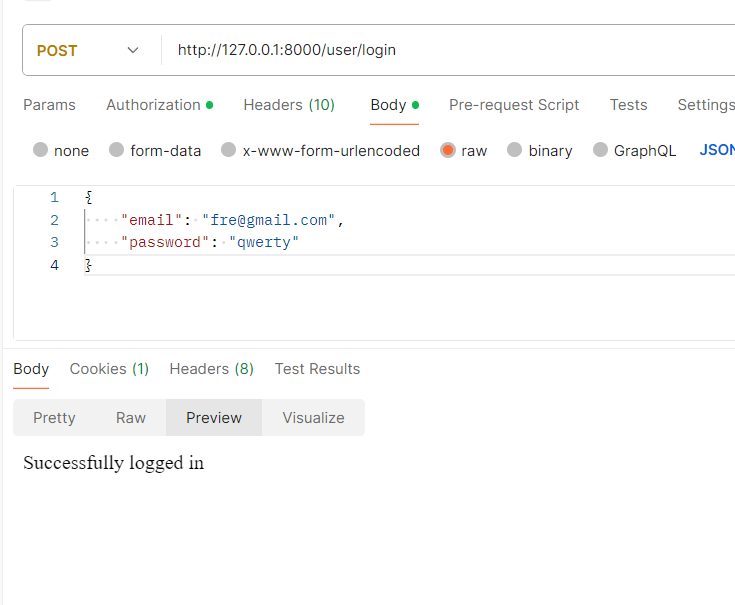 POST http://127.0.0.1:8000/user/login
Params Authorization Headers (10) Body Pre-request Script Tests Settings
none form-data x-www-form-urlencoded raw binary GraphQL JSON
1 {
2 "email": "fre@gmail.com",
3 "password": "qwerty"
4 }
Body Cookies (1) Headers (8) Test Results
Pretty Raw Preview Visualize
Successfully logged in